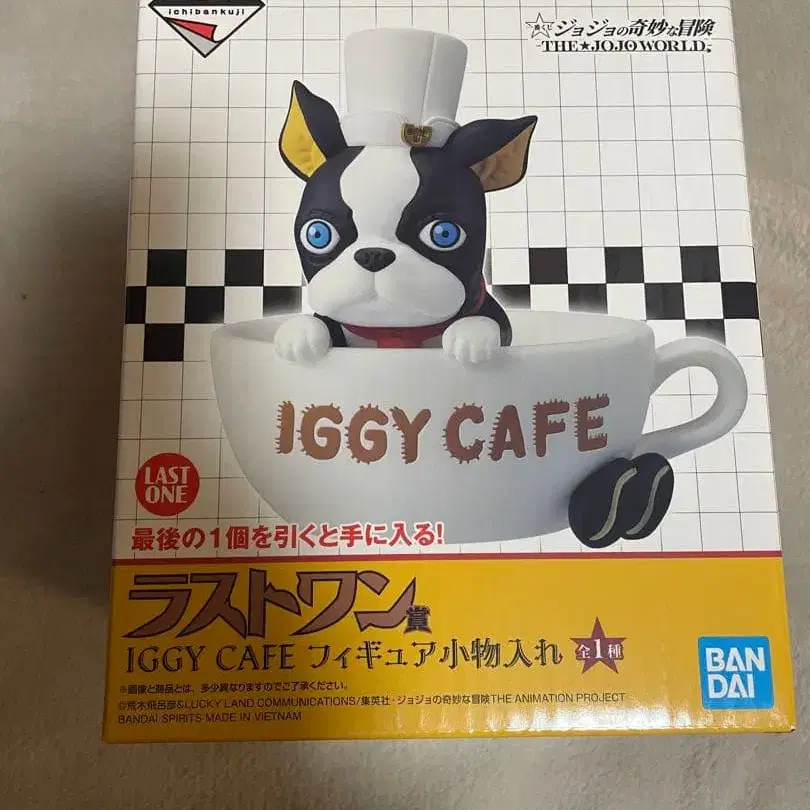 ichibankuji
一番くじ
ジョジョの奇妙な冒険
-THE★JOJO WORLD-
IGGY CAFE
LAST
ONE
最後の1個を引くと手に入る!
ラストワン賞
IGGY CAFE フィギュア小物入れ 全1種
※画像と商品とは、多少異なりますのでご了承ください。
©荒木飛呂彦&LUCKY LAND COMMUNICATIONS/集英社・ジョジョの奇妙な冒険THE ANIMATION PROJECT
BANDAI SPIRITS MADE IN VIETNAM
BAN
DAI